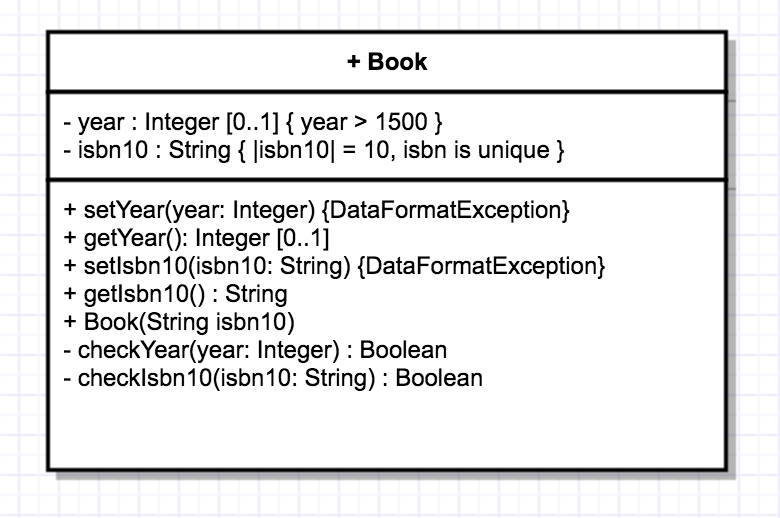 + Book
- year : Integer [0..1] { year > 1500 }
- isbn10 : String { |isbn10| = 10, isbn is unique }
+ setYear(year: Integer) {DataFormatException}
+ getYear(): Integer [0..1]
+ setIsbn10(isbn10: String) {DataFormatException}
+ getIsbn10() : String
+ Book(String isbn10)
- checkYear(year: Integer) : Boolean
- checkIsbn10(isbn10: String) : Boolean